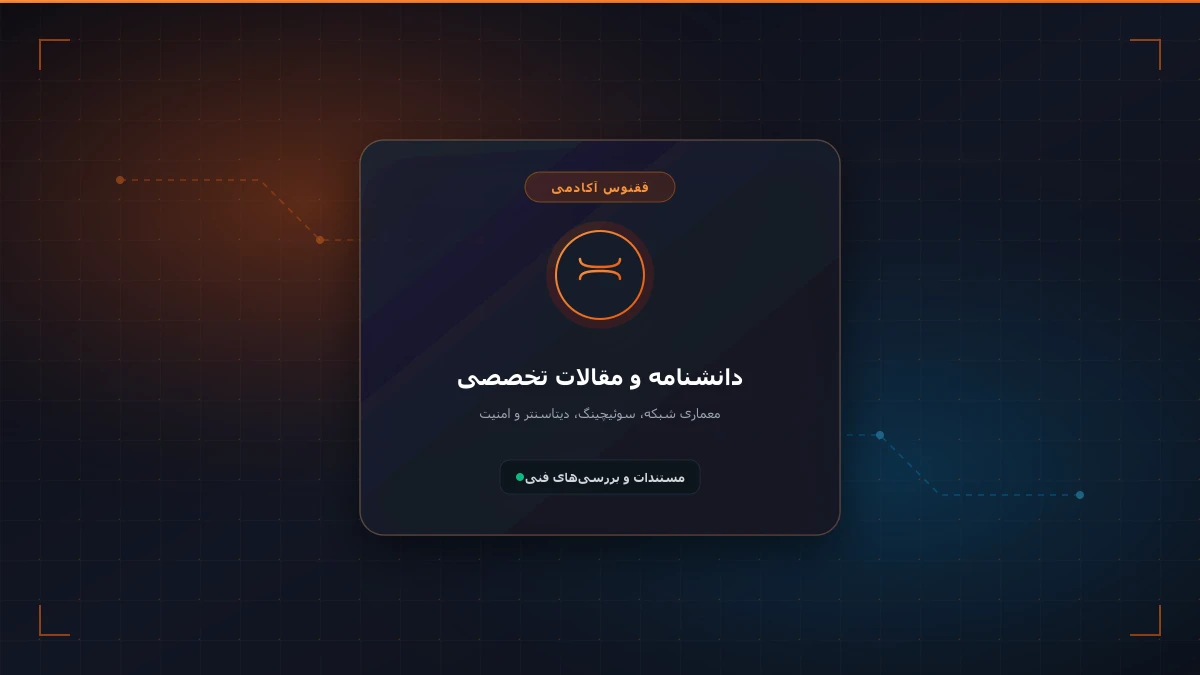 ققنوس آکادمی
دانشنامه و مقالات تخصصی
معماری شبکه، سوئیچینگ، دیتاسنتر و امنیت
مستندات و بررسی‌های فنی